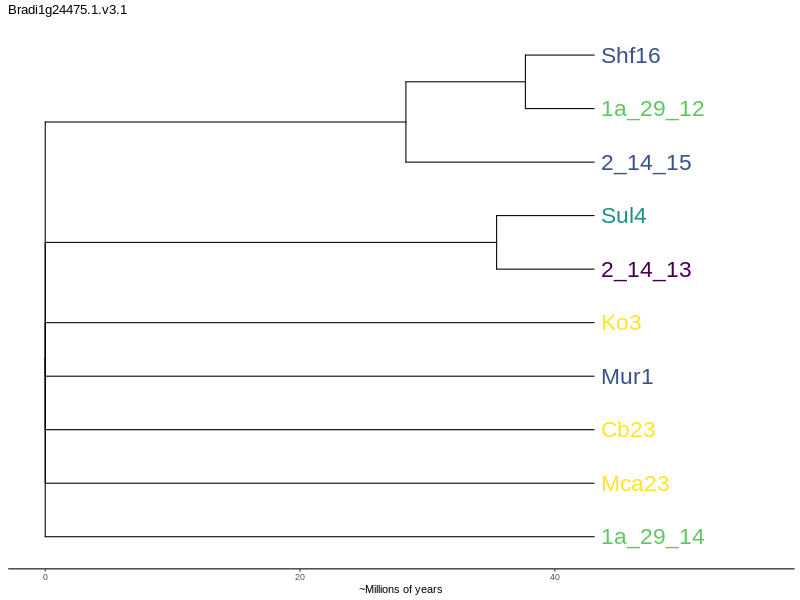 Bradi1g24475.1.v3.1
Shf16
1a_29_12
2_14_15
Sul4
2_14_13
Ko3
Mur1
Cb23
Mca23
1a_29_14
0 20 40
~Millions of years